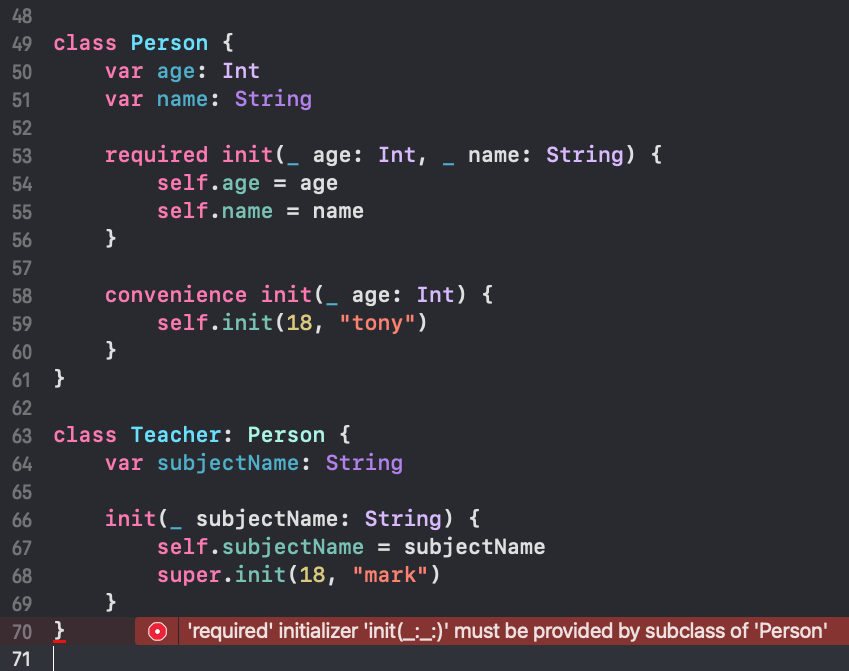 48
49 class Person {
50     var age: Int
51     var name: String
52
53     required init(_ age: Int, _ name: String) {
54         self.age = age
55         self.name = name
56     }
57
58     convenience init(_ age: Int) {
59         self.init(18, "tony")
60     }
61 }
62
63 class Teacher: Person {
64     var subjectName: String
65
66     init(_ subjectName: String) {
67         self.subjectName = subjectName
68         super.init(18, "mark")
69     }
70 } 'required' initializer 'init(_:_:)' must be provided by subclass of 'Person'
71